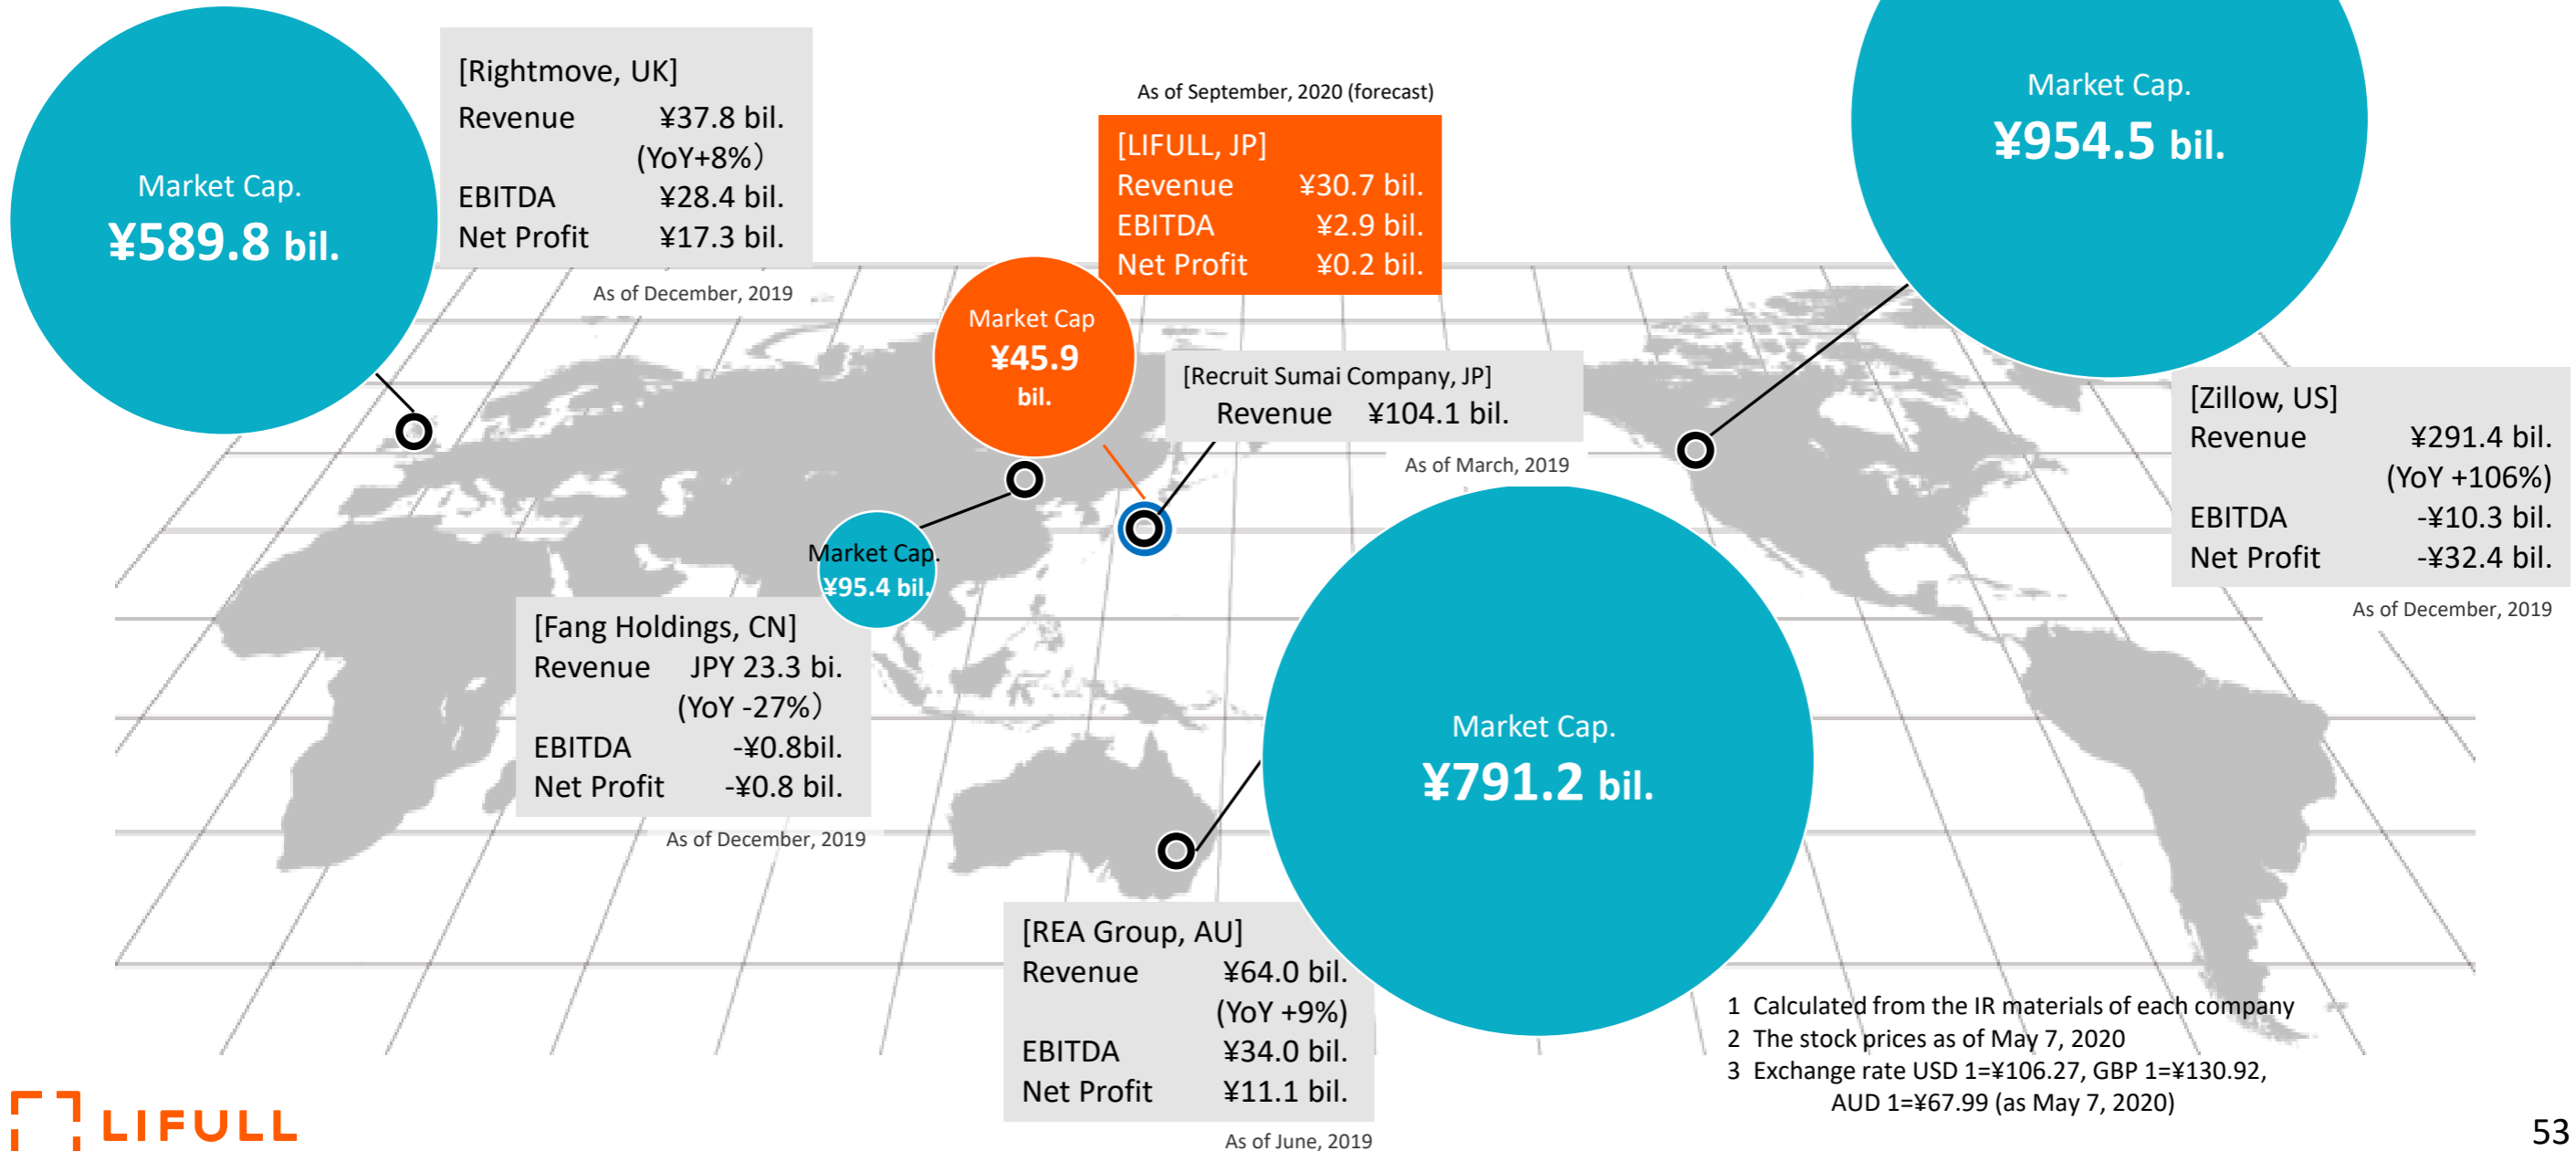 Market Cap.
¥589.8 bil.
[Rightmove, UK]
Revenue ¥37.8 bil.
(YoY+8%）
EBITDA ¥28.4 bil.
Net Profit ¥17.3 bil.
As of December, 2019
As of September, 2020 (forecast)
[LIFULL, JP]
Revenue ¥30.7 bil.
EBITDA ¥2.9 bil.
Net Profit ¥0.2 bil.
Market Cap
¥45.9
bil.
[Recruit Sumai Company, JP]
Revenue ¥104.1 bil.
As of March, 2019
Market Cap.
¥954.5 bil.
[Zillow, US]
Revenue ¥291.4 bil.
(YoY +106%)
EBITDA -¥10.3 bil.
Net Profit -¥32.4 bil.
As of December, 2019
Market Cap.
¥95.4 bil.
[Fang Holdings, CN]
Revenue JPY 23.3 bi.
(YoY -27%）
EBITDA -¥0.8bil.
Net Profit -¥0.8 bil.
As of December, 2019
Market Cap.
¥791.2 bil.
[REA Group, AU]
Revenue ¥64.0 bil.
(YoY +9%)
EBITDA ¥34.0 bil.
Net Profit ¥11.1 bil.
As of June, 2019
1 Calculated from the IR materials of each company
2 The stock prices as of May 7, 2020
3 Exchange rate USD 1=¥106.27, GBP 1=¥130.92,
AUD 1=¥67.99 (as May 7, 2020)
LIFULL
53